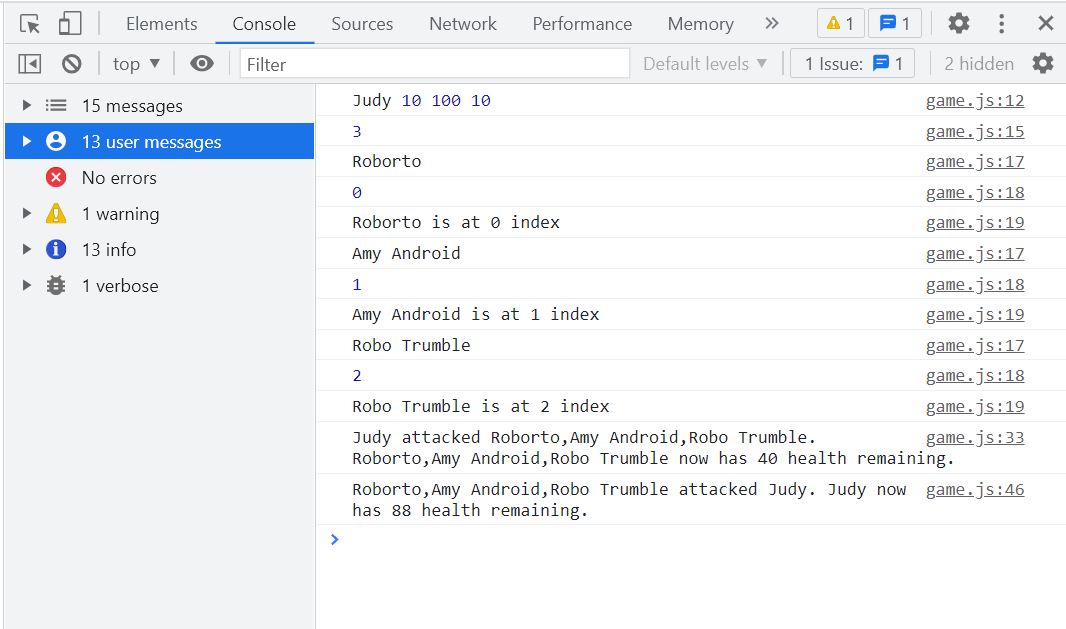 Elements Console Sources Network Performance Memory 1 1
top Filter Default levels 1 Issue: 1 2 hidden
15 messages
13 user messages
No errors
1 warning
13 info
1 verbose
Judy 10 100 10 game.js:12
3 game.js:15
Roborto game.js:17
0 game.js:18
Roborto is at 0 index game.js:19
Amy Android game.js:17
1 game.js:18
Amy Android is at 1 index game.js:19
Robo Trumble game.js:17
2 game.js:18
Robo Trumble is at 2 index game.js:19
Judy attacked Roborto,Amy Android,Robo Trumble. game.js:33
Roborto,Amy Android,Robo Trumble now has 40 health remaining.
Roborto,Amy Android,Robo Trumble attacked Judy. Judy now game.js:46
has 88 health remaining.